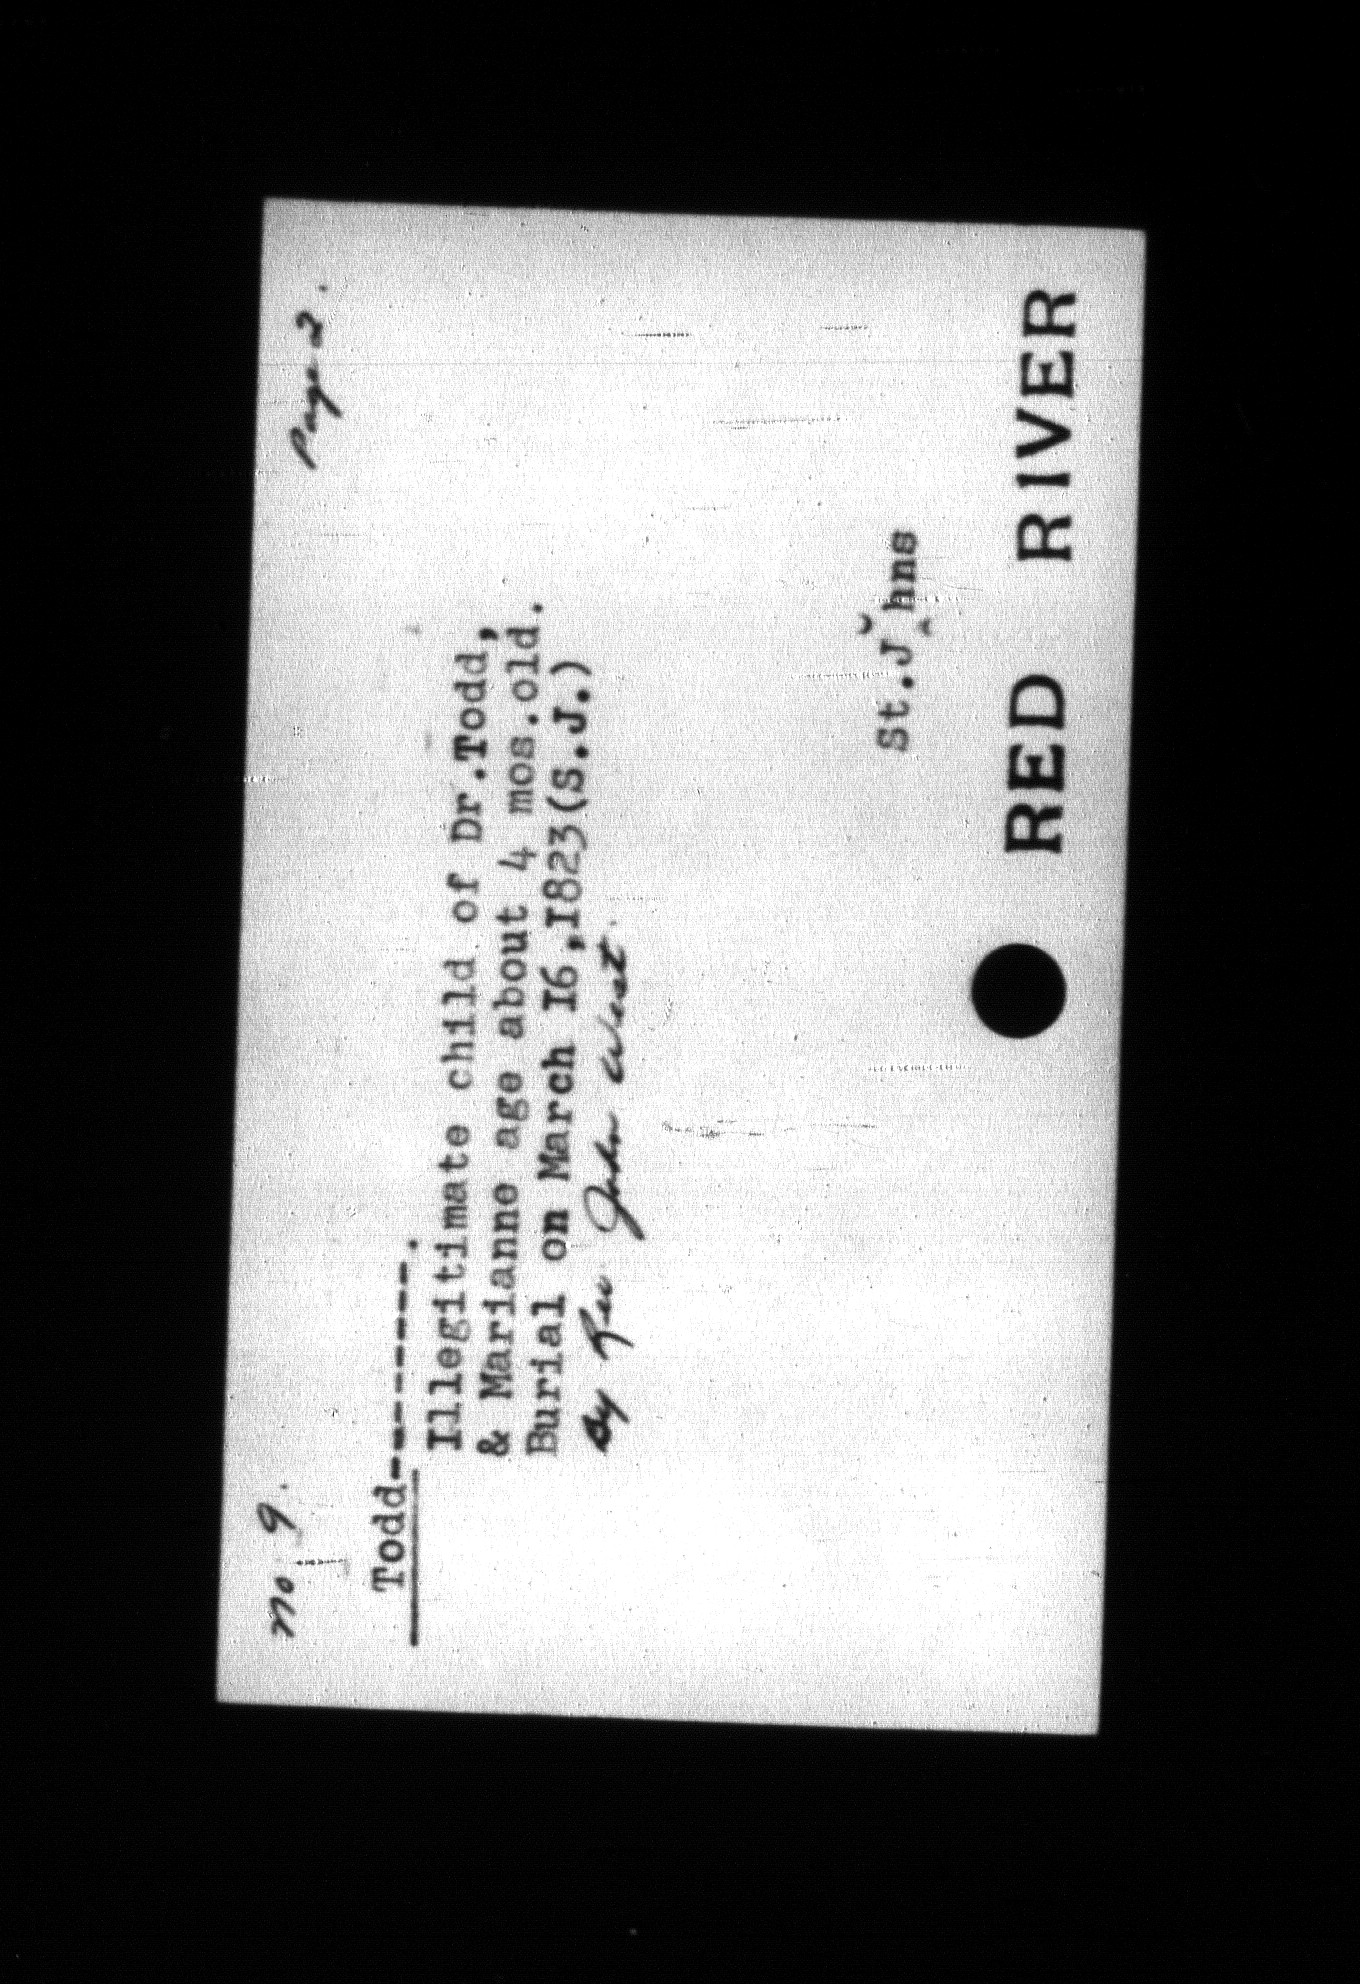 No. 9.
Page 2.
Todd---------.
Illegitimate child of Dr.Todd,
& Marianne age about 4 mos.old.
Burial on March I6,I823(S.J.)
By Rev John West.
St.Johns
RED RIVER